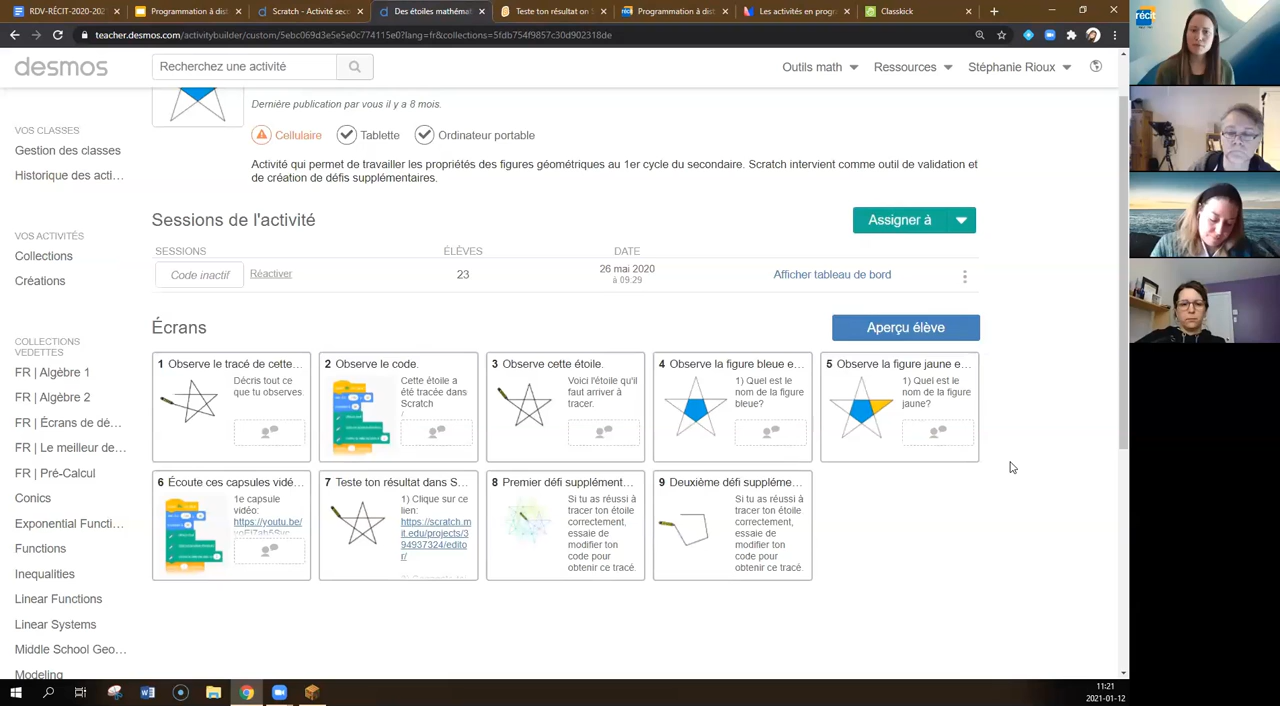 RDV-RÉCIT-2020-202
Programmation à dist
Scratch - Activité seco
Des étoiles mathémat
Teste ton résultat on S
Programmation à dist
Les activités en progra
Classkick
teacher.desmos.com/activitybuilder/custom/5ebc069d3e5e5e0c774115e0?lang=fr&collections=5fdb754f9857c30d902318de
desmos
Recherchez une activité
Outils math
Ressources
Stéphanie Rioux
récit
Dernière publication par vous il y a 8 mois.
VOS CLASSES
Gestion des classes
Historique des acti…
Cellulaire
Tablette
Ordinateur portable
Activité qui permet de travailler les propriétés des figures géométriques au 1er cycle du secondaire. Scratch intervient comme outil de validation et
de création de défis supplémentaires.
Sessions de l'activité
Assigner à
VOS ACTIVITÉS
Collections
Créations
SESSIONS
ÉLÈVES
DATE
Code inactif
Réactiver
23
26 mai 2020
à 09:29
Afficher tableau de bord
Écrans
Aperçu élève
COLLECTIONS
VEDETTES
FR | Algèbre 1
FR | Algèbre 2
FR | Écrans de dé…
FR | Le meilleur de…
FR | Pré-Calcul
Conics
Exponential Functi…
Functions
Inequalities
Linear Functions
Linear Systems
Middle School Geo…
Modeling
1 Observe le tracé de cette…
Décris tout ce
que tu observes.
2 Observe le code.
Cette étoile a
été tracée dans
Scratch
3 Observe cette étoile.
Voici l'étoile qu'il
faut arriver à
tracer.
4 Observe la figure bleue e…
1) Quel est le
nom de la figure
bleue?
5 Observe la figure jaune e…
1) Quel est le
nom de la figure
jaune?
6 Écoute ces capsules vidé…
1e capsule
vidéo:
https://youtu.be/
7 Teste ton résultat dans S…
1) Clique sur ce
lien:
https://scratch.m
it.edu/projects/3
94937324/edito
r/
8 Premier défi supplément…
Si tu as réussi à
tracer ton étoile
correctement,
essaie de
modifier ton
code pour
obtenir ce tracé.
9 Deuxième défi suppléme…
Si tu as réussi à
tracer ton étoile
correctement,
essaie de
modifier ton
code pour
obtenir ce tracé.
11:21
2021-01-12